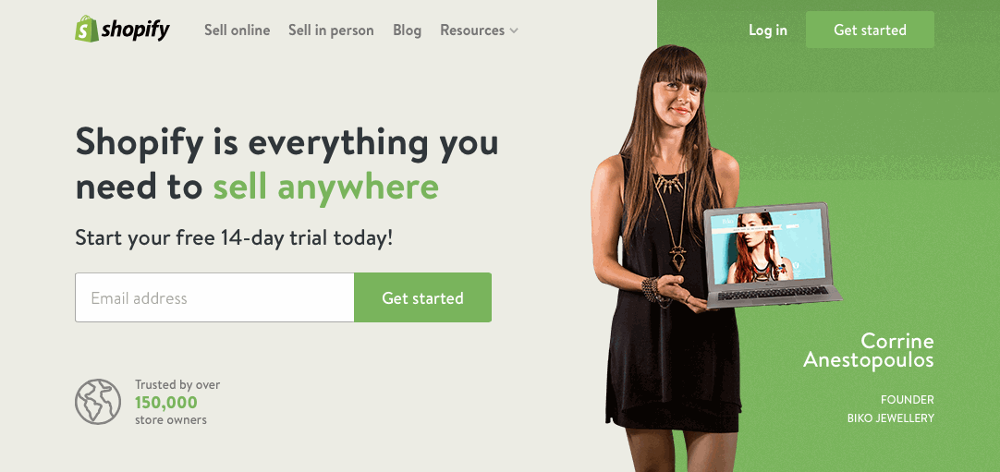 shopify
Sell online
Sell in person
Blog
Resources
Log in
Get started
Shopify is everything you
need to sell anywhere
Start your free 14-day trial today!
Email address
Get started
Trusted by over
150,000
store owners
Corrine
Anestopoulos
FOUNDER
BIKO JEWELLERY